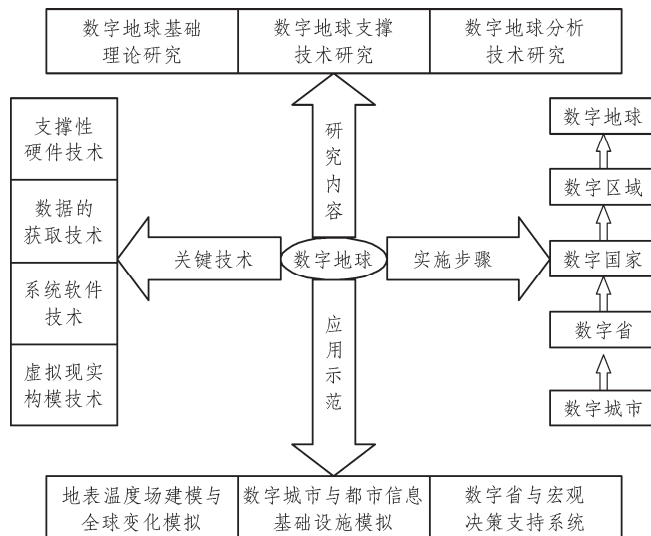 数字地球基础
理论研究
数字地球支撑
技术研究
数字地球分析
技术研究
支撑性
硬件技术
数据的
获取技术
系统软件
技术
虚拟现实
构模技术
研究内容
关键技术
数字地球
实施步骤
应用示范
数字地球
数字区域
数字国家
数字省
数字城市
地表温度场建模与
全球变化模拟
数字城市与都市信息
基础设施模拟
数字省与宏观
决策支持系统